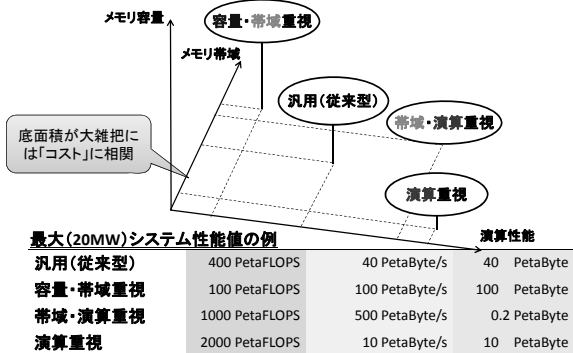 メモリ容量
容量・帯域重視
メモリ帯域
汎用(従来型)
帯域・演算重視
底面積が大雑把に
は「コスト」に相関
演算重視
演算性能
最大(20MW)システム性能値の例
汎用(従来型) 400 PetaFLOPS 40 PetaByte/s 40 PetaByte
容量・帯域重視 100 PetaFLOPS 100 PetaByte/s 100 PetaByte
帯域・演算重視 1000 PetaFLOPS 500 PetaByte/s 0.2 PetaByte
演算重視 2000 PetaFLOPS 10 PetaByte/s 10 PetaByte